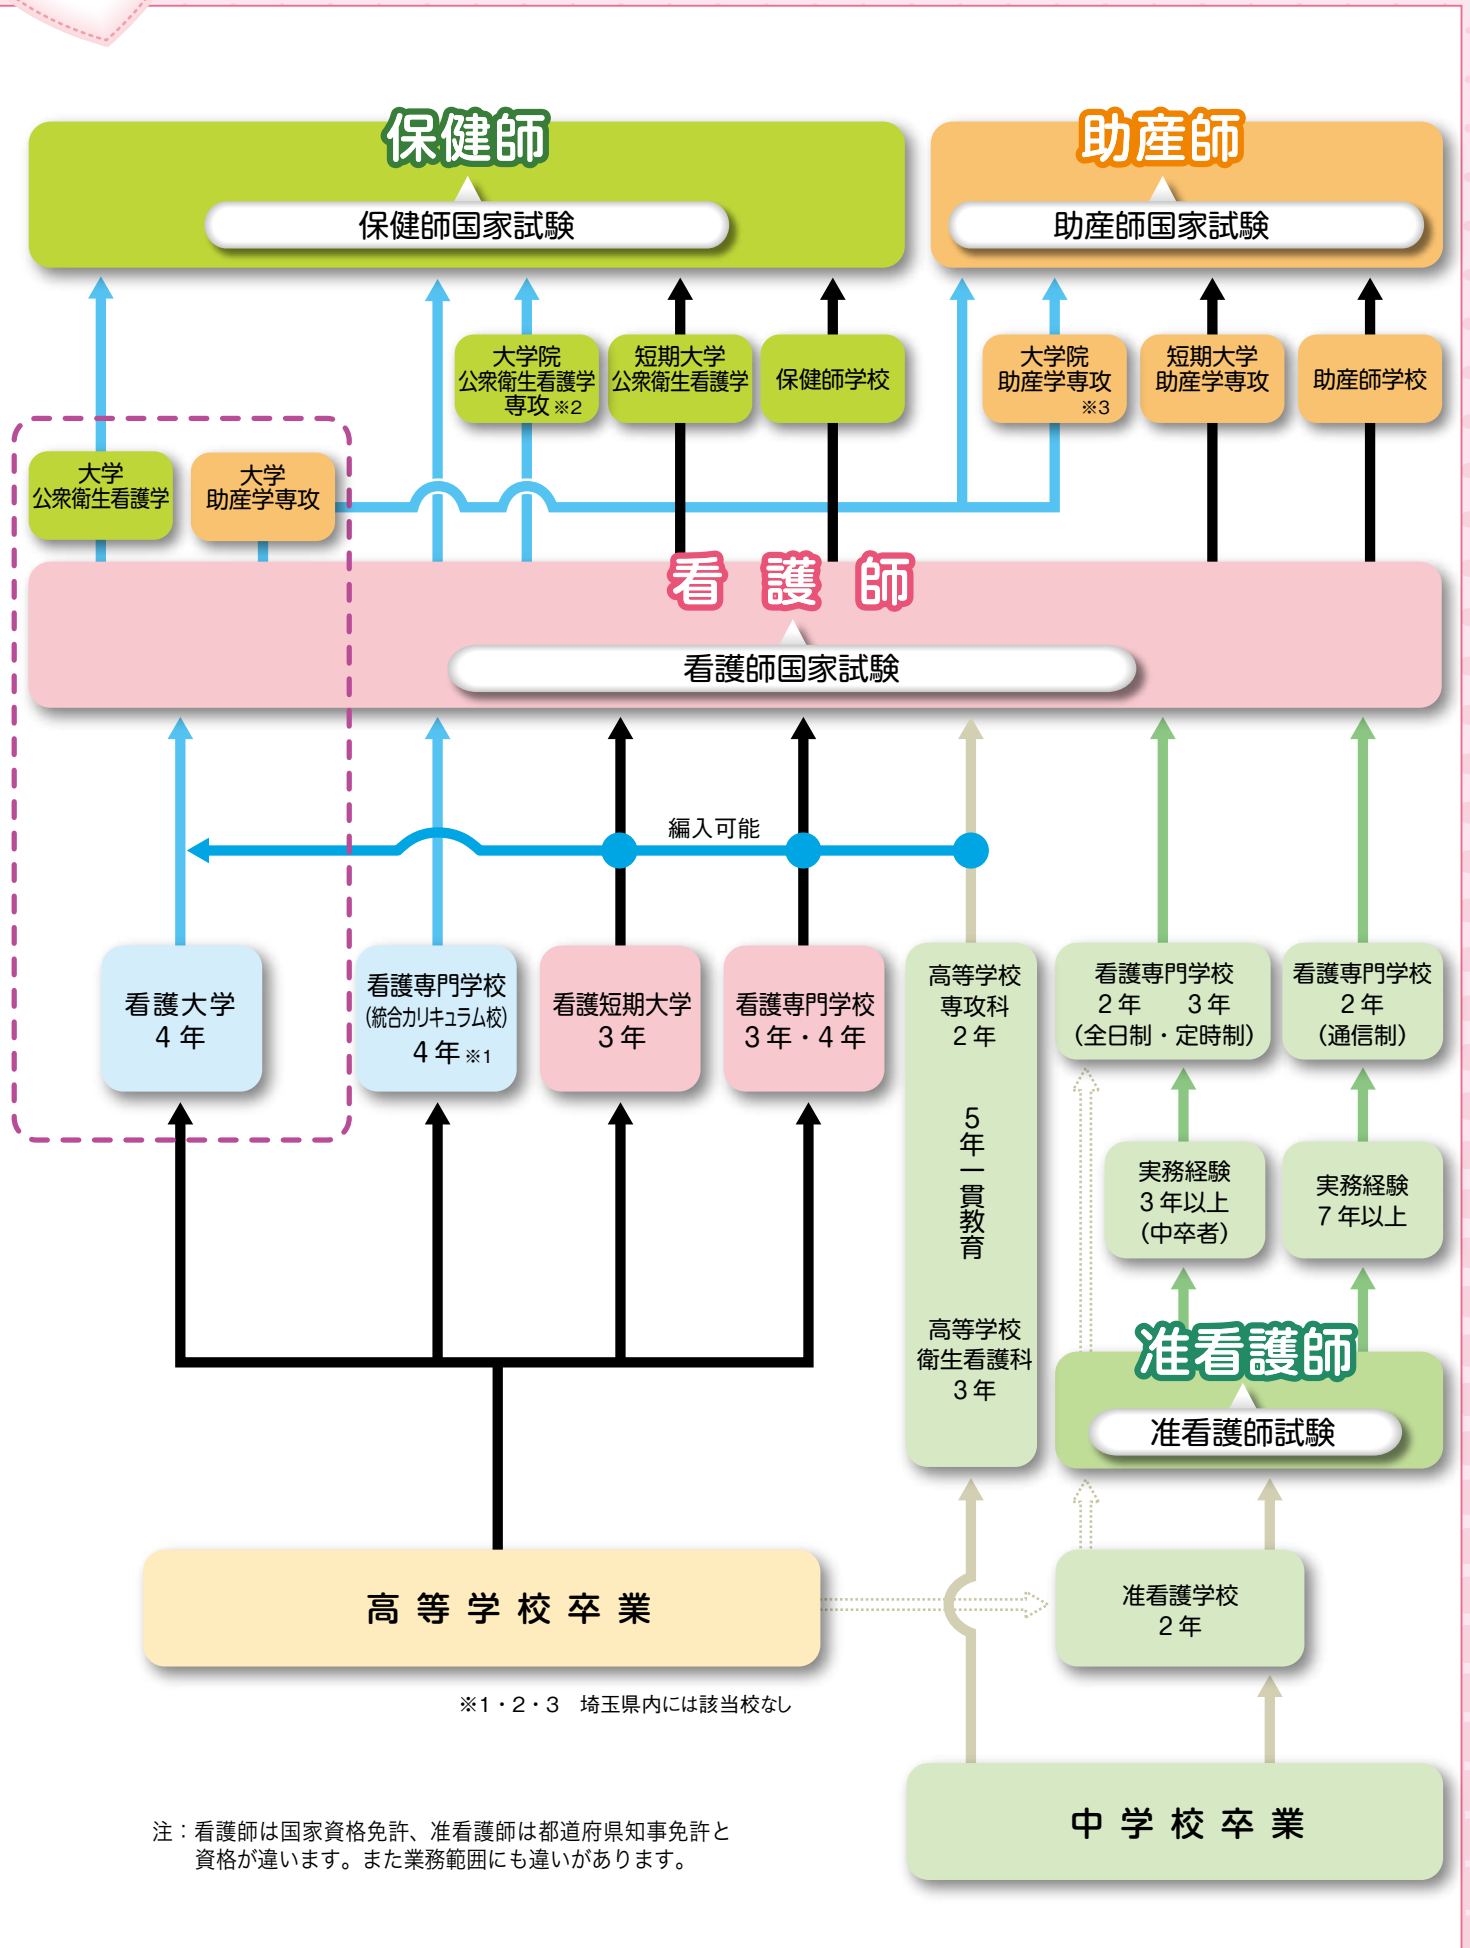 保健師
保健師国家試験
助産師
助産師国家試験
大学院
公衆衛生看護学
専攻 ※2
短期大学
公衆衛生看護学
保健師学校
大学院
助産学専攻
※3
短期大学
助産学専攻
助産師学校
大学
公衆衛生看護学
大学
助産学専攻
看護師
看護師国家試験
編入可能
看護大学
4 年
看護専門学校
(統合カリキュラム校)
4 年 ※1
看護短期大学
3 年
看護専門学校
3 年・4 年
高等学校
専攻科
2 年
5年一貫教育
高等学校
衛生看護科
3 年
看護専門学校
2 年　3 年
(全日制・定時制)
看護専門学校
2 年
(通信制)
実務経験
3 年以上
(中卒者)
実務経験
7 年以上
准看護師
准看護師試験
高等学校卒業
准看護学校
2 年
※1・2・3　埼玉県内には該当校なし
中学校卒業
注：看護師は国家資格免許、准看護師は都道府県知事免許と
資格が違います。また業務範囲にも違いがあります。